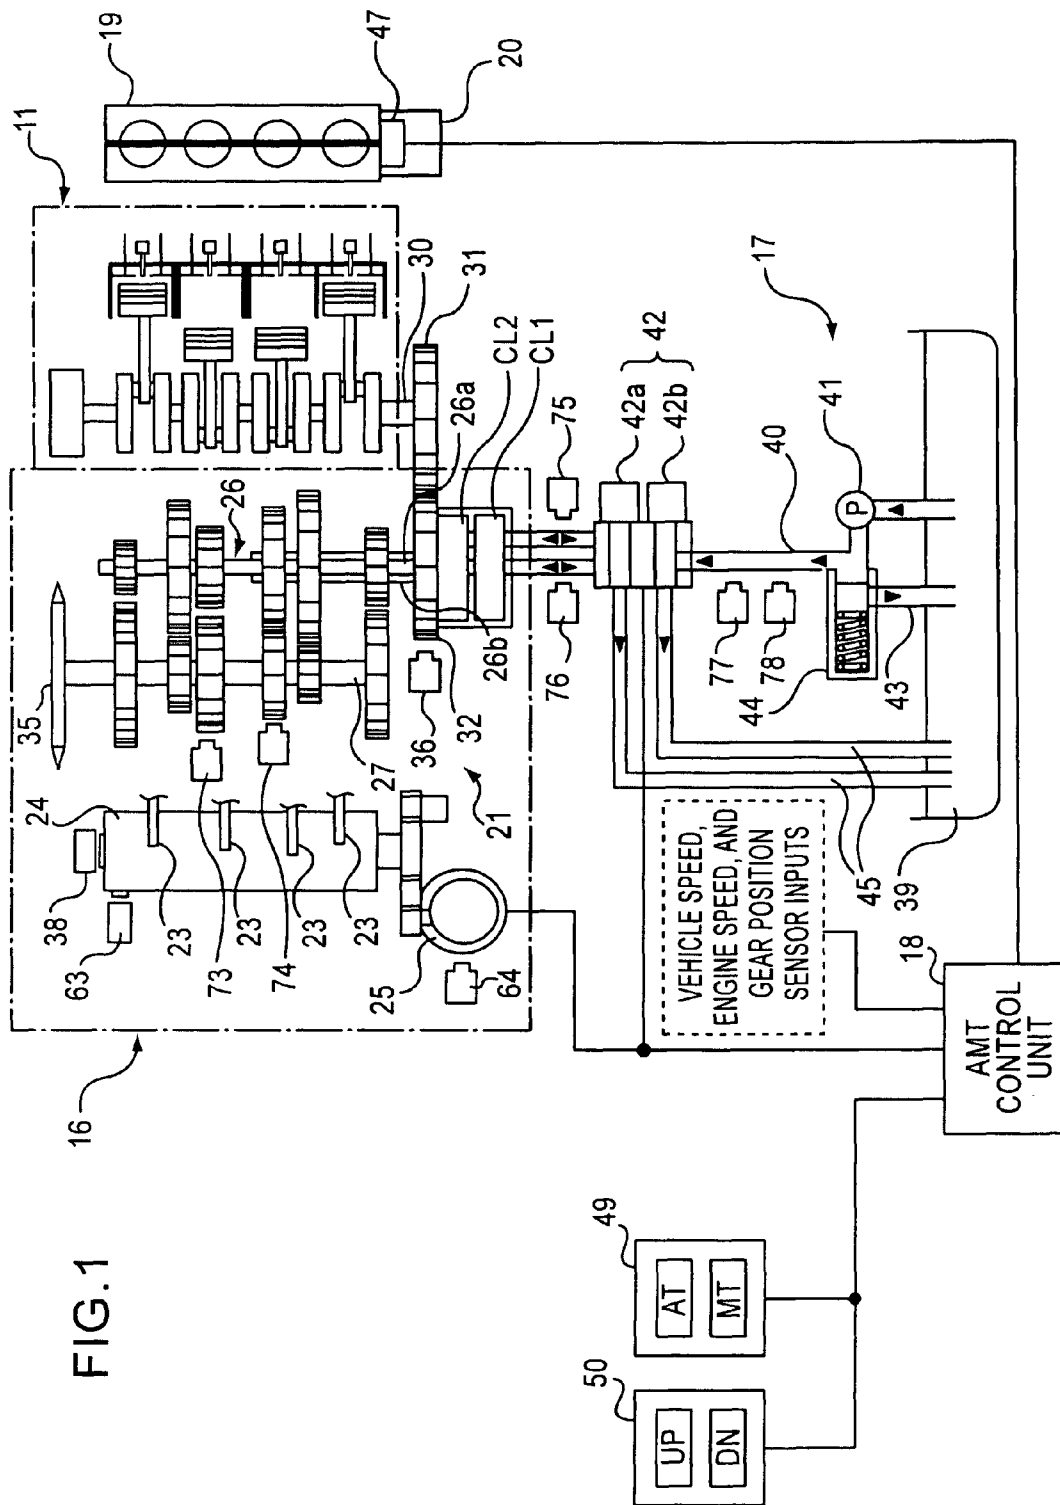 FIG.1
16
63
38
24
35
26
11
19
47
20
23
23
23
23
73
74
25
64
21
27
36
32
26b
26a
30
31
CL2
CL1
75
76
42a
42b
42
17
77
78
40
41
P
44
43
45
39
VEHICLE SPEED,
ENGINE SPEED, AND
GEAR POSITION
SENSOR INPUTS
18
AMT
CONTROL
UNIT
49
AT
MT
50
UP
DN